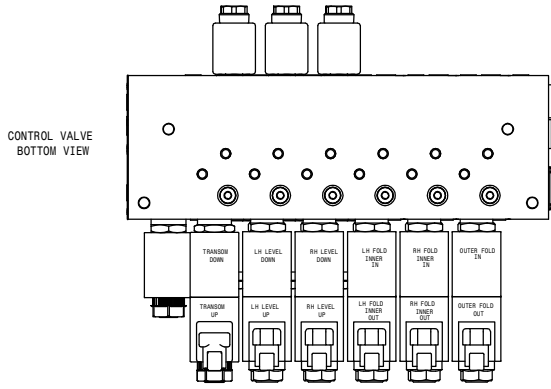 CONTROL VALVE
BOTTOM VIEW
TRANSOM
DOWN
LH LEVEL
DOWN
RH LEVEL
DOWN
LH FOLD
INNER
IN
RH FOLD
INNER
IN
OUTER FOLD
IN
TRANSOM
UP
LH LEVEL
UP
RH LEVEL
UP
LH FOLD
INNER
OUT
RH FOLD
INNER
OUT
OUTER FOLD
OUT